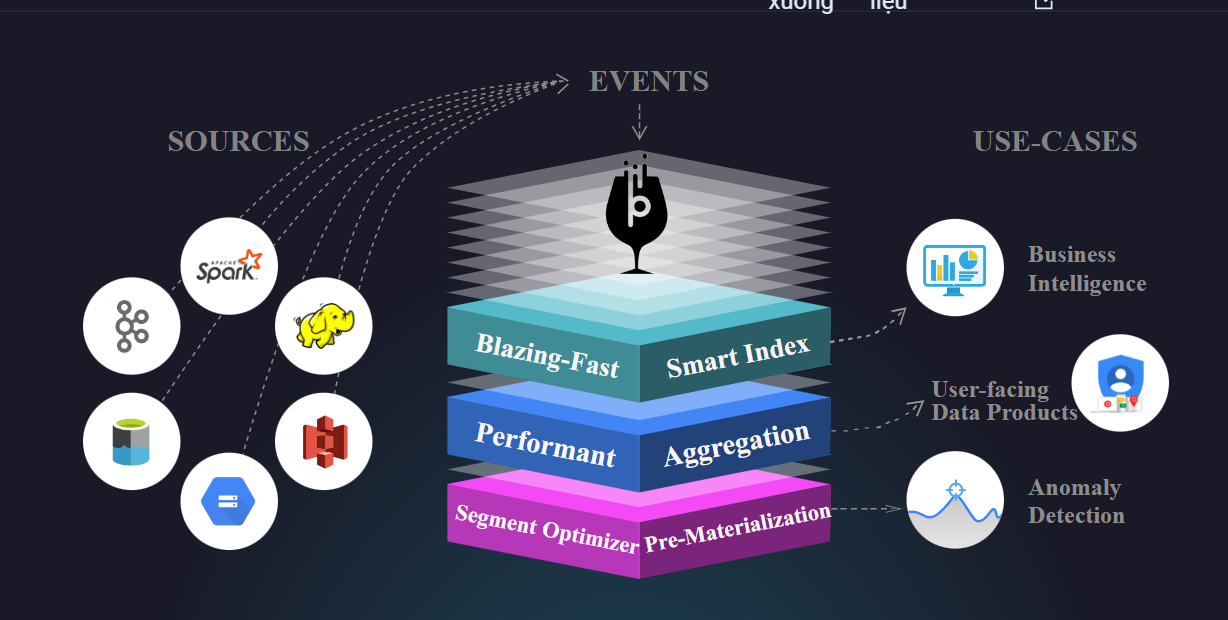 xuống liệu
EVENTS
SOURCES
USE-CASES
APACHE
Spark
Business
Intelligence
Blazing-Fast
Smart Index
User-facing
Data Products
Performant
Aggregation
Anomaly
Detection
Segment Optimizer
Pre-Materialization